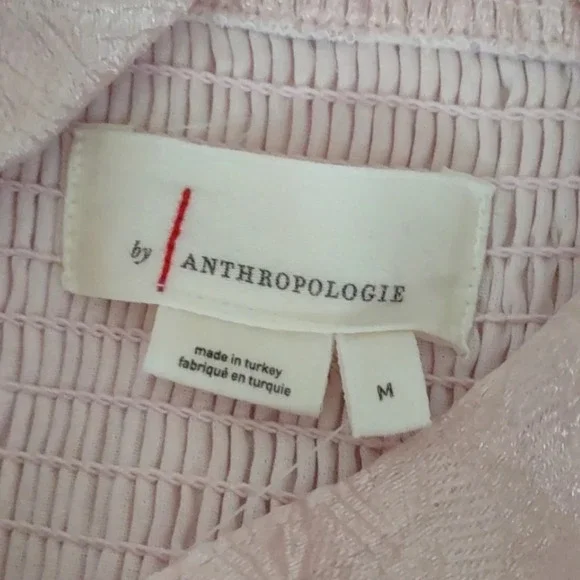 by ANTHROPOLOGIE
made in turkey
fabriqué en turquie
M